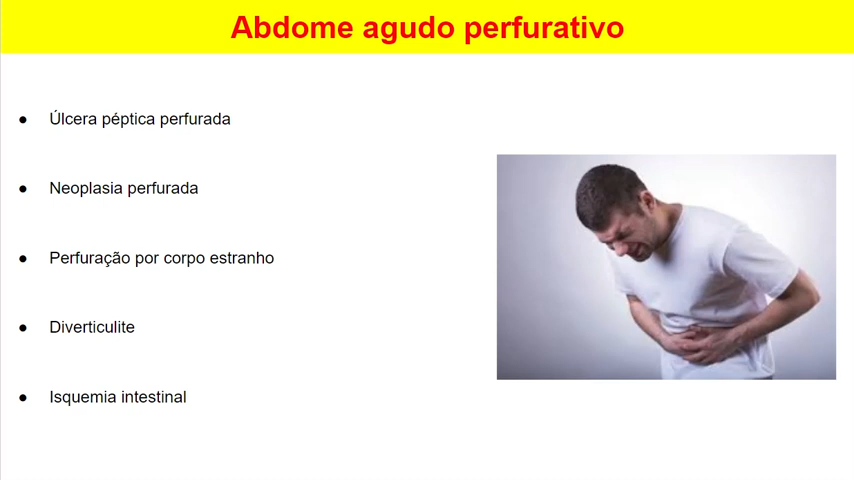 Abdome agudo perfurativo
● Úlcera péptica perfurada
● Neoplasia perfurada
● Perfuração por corpo estranho
● Diverticulite
● Isquemia intestinal